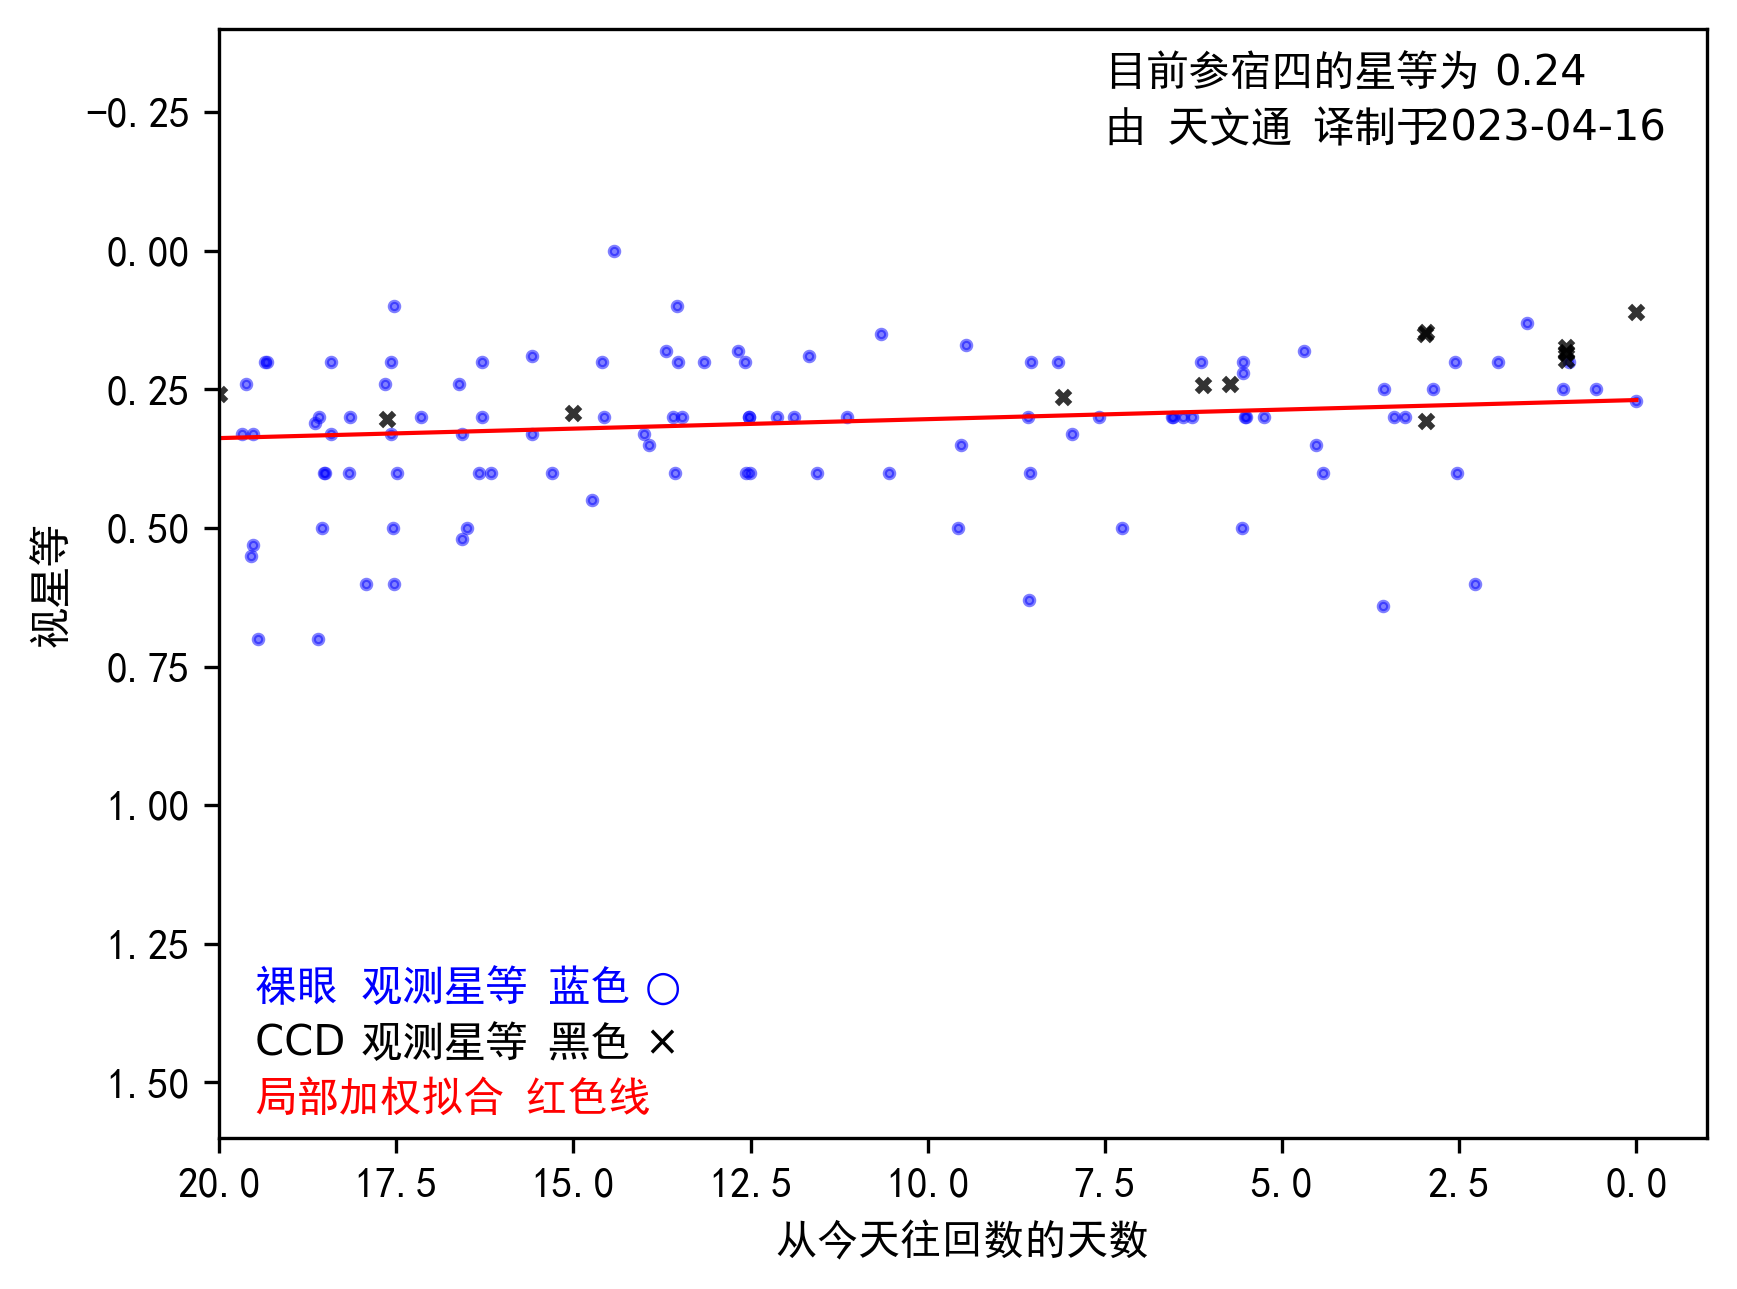 目前参宿四的星等为 0.24
由 天文通 译制于2023-04-16
−0.25
0.00
0.25
0.50
0.75
1.00
1.25
1.50
视星等
裸眼 观测星等 蓝色 ○
CCD 观测星等 黑色 ×
局部加权拟合 红色线
20.0 17.5 15.0 12.5 10.0 7.5 5.0 2.5 0.0
从今天往回数的天数